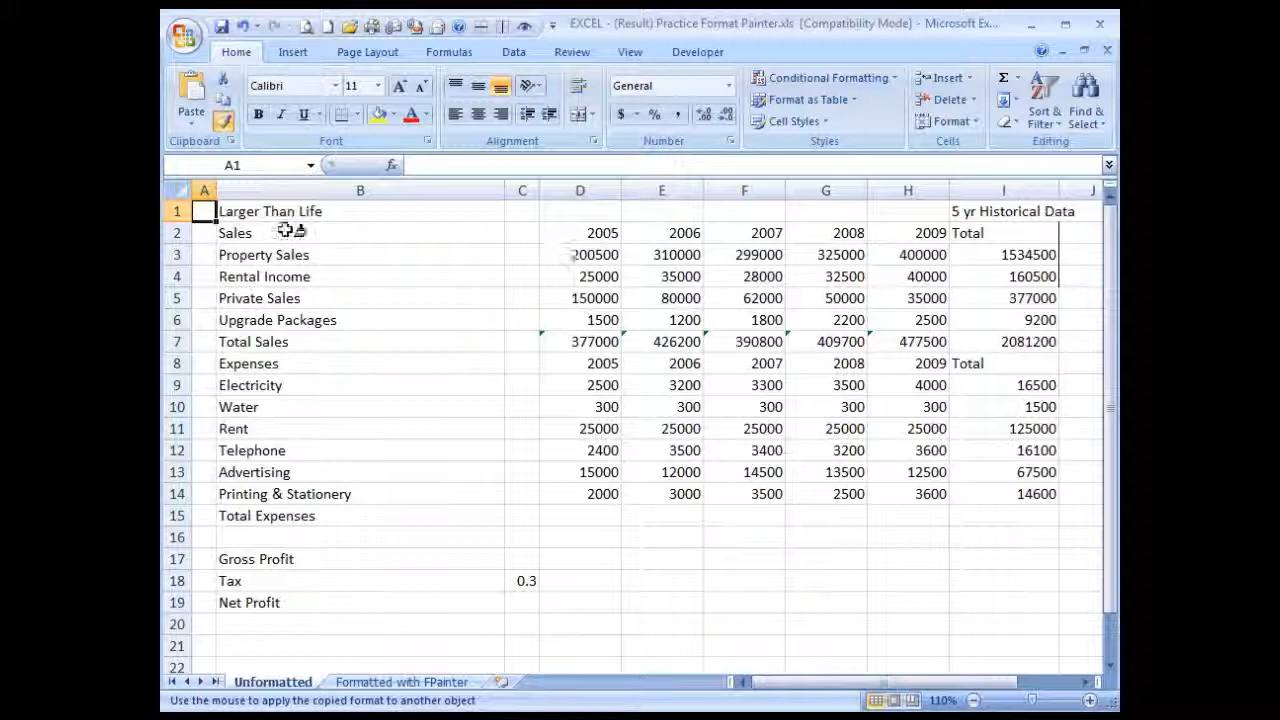 EXCEL - (Result) Practice Format Painter.xls [Compatibility Mode] - Microsoft Ex...
Home Insert Page Layout Formulas Data Review View Developer
Paste
Calibri 11
B I U A
General
$ % ,
Conditional Formatting
Format as Table
Cell Styles
Insert
Delete
Format
Σ
Sort & Filter
Find & Select
Clipboard Font Alignment Number Styles Cells Editing
A1 fx
A B C D E F G H I J
1 Larger Than Life 5 yr Historical Data
2 Sales 2005 2006 2007 2008 2009 Total
3 Property Sales 200500 310000 299000 325000 400000 1534500
4 Rental Income 25000 35000 28000 32500 40000 160500
5 Private Sales 150000 80000 62000 50000 35000 377000
6 Upgrade Packages 1500 1200 1800 2200 2500 9200
7 Total Sales 377000 426200 390800 409700 477500 2081200
8 Expenses 2005 2006 2007 2008 2009 Total
9 Electricity 2500 3200 3300 3500 4000 16500
10 Water 300 300 300 300 300 1500
11 Rent 25000 25000 25000 25000 25000 125000
12 Telephone 2400 3500 3400 3200 3600 16100
13 Advertising 15000 12000 14500 13500 12500 67500
14 Printing & Stationery 2000 3000 3500 2500 3600 14600
15 Total Expenses
16
17 Gross Profit
18 Tax 0.3
19 Net Profit
20
21
22
Unformatted Formatted with FPainter
Use the mouse to apply the copied format to another object 110%